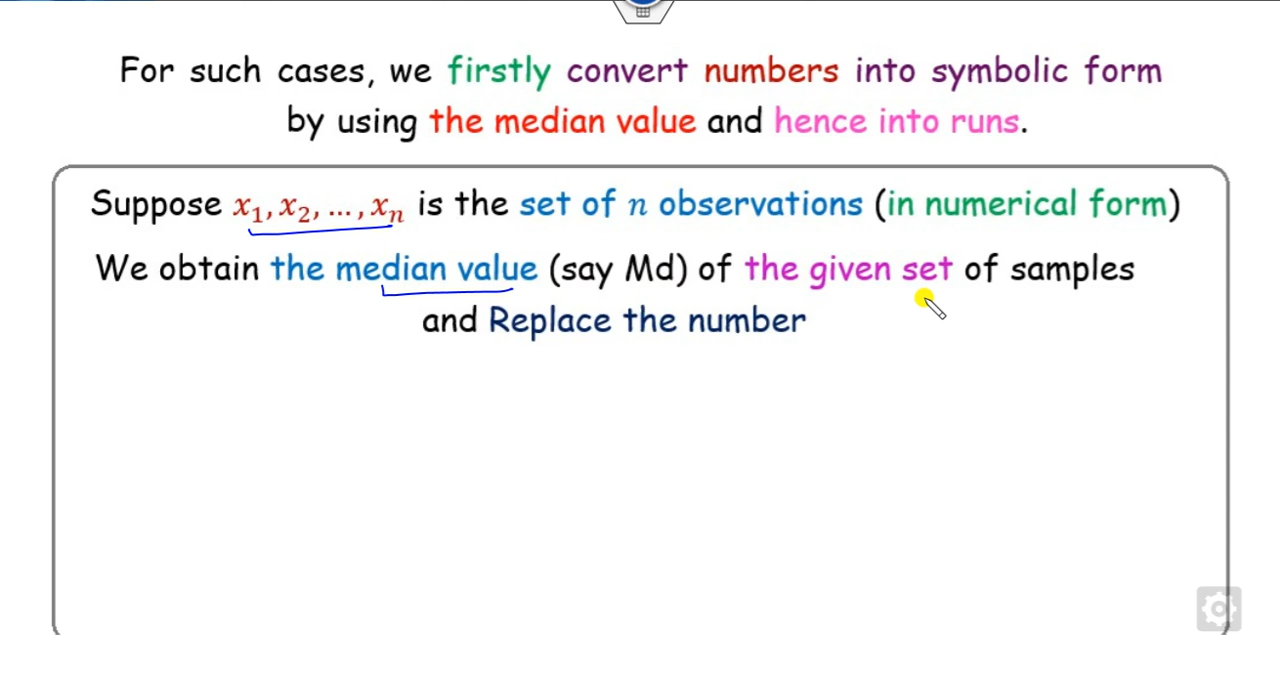 For such cases, we firstly convert numbers into symbolic form
by using the median value and hence into runs.
Suppose x₁, x₂, ..., xₙ is the set of n observations (in numerical form)
We obtain the median value (say Md) of the given set of samples
and Replace the number